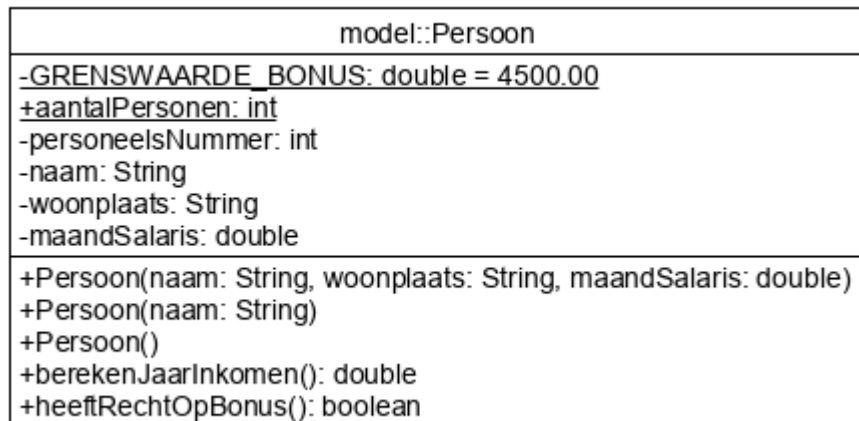 model::Persoon
-GRENSWAARDE_BONUS: double = 4500.00
+aantalPersonen: int
-personeelsNummer: int
-naam: String
-woonplaats: String
-maandSalaris: double
+Persoon(naam: String, woonplaats: String, maandSalaris: double)
+Persoon(naam: String)
+Persoon()
+berekenJaarInkomen(): double
+heeftRechtOpBonus(): boolean